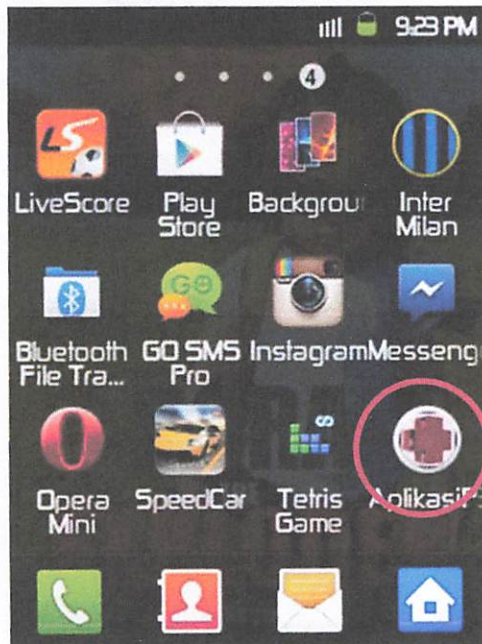 9:23 PM
4
LS
LiveScore
Play
Store
Backgrou
Inter
Milan
GO
Bluetooth
File Tra...
GO SMS
Pro
Instagram
Messeng
Opera
Mini
SpeedCar
Tetris
Game